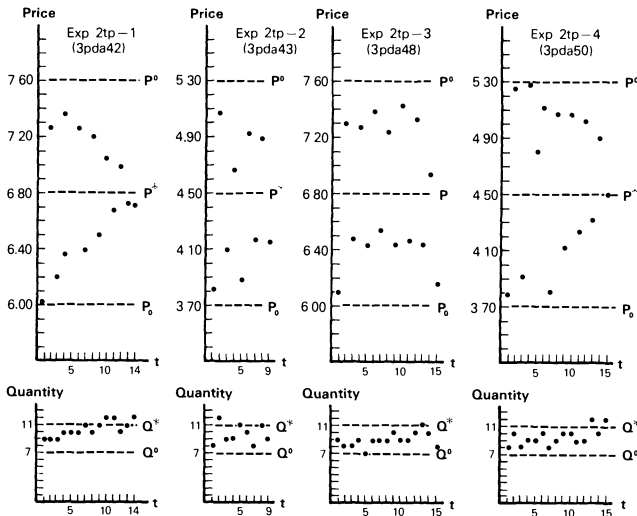 Price Price Price Price
Exp 2tp–1 Exp 2tp–2 Exp 2tp–3 Exp 2tp–4
(3pda42) (3pda43) (3pda48) (3pda50)
7 60 P⁰ 5 30 P⁰ 7 60 P⁰ 5 30 P⁰
7 20 4 90 7 20 4 90
6 80 P* 4 50 P 6 80 P 4 50 P
6.40 4 10 6 40 4 10
6.00 P₀ 3 70 P₀ 6 00 P₀ 3 70 P₀
5 10 14 t 5 9 t 5 10 15 t 5 10 15 t
Quantity Quantity Quantity Quantity
11 Q* 11 Q* 11 Q* 11 Q*
7 Q⁰ 7 Q⁰ 7 Q⁰ 7 Q⁰
5 10 14 t 5 9 t 5 10 15 t 5 10 15 t